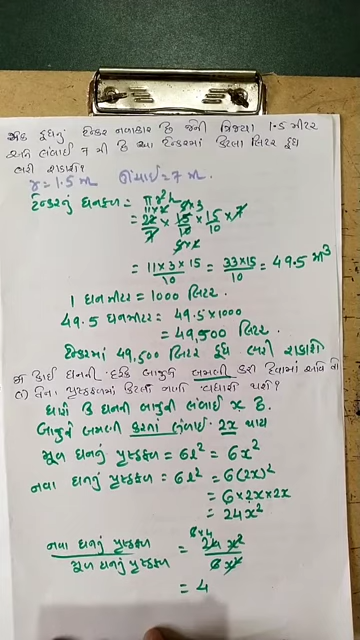 એક દૂધનું ટેન્કર નળાકાર છે જેની ત્રિજ્યા 1.5 મીટર
અને લંબાઈ 7 મી છે આ ટેન્કરમાં કેટલા લિટર દૂધ
ભરી શકાશે?
r = 1.5 m ઊંચાઈ = 7 m.
ટેન્કરનું ઘનફળ = πr²h
= 22/7 × 15/10 × 15/10 × 7
= 11×3×15/10 = 33×15/10 = 49.5 મી³
1 ઘનમીટર = 1000 લિટર.
49.5 ઘનમીટર = 49.5×1000
= 49,500 લિટર.
ટેન્કરમાં 49,500 લિટર દૂધ ભરી શકાશે
કોઈ ઘનની દરેક બાજુને બમણી કરી દેવામાં આવે તો
(i) તેના પૃષ્ઠફળમાં કેટલા ગણો વધારો થશે?
ધારો કે ઘનની બાજુની લંબાઈ x છે.
બાજુને બમણી કરતાં લંબાઈ 2x થાય
મૂળ ઘનનું પૃષ્ઠફળ = 6l² = 6x²
નવા ઘનનું પૃષ્ઠફળ = 6l² = 6(2x)²
= 6×2x×2x
= 24x²
નવા ઘનનું પૃષ્ઠફળ/મૂળ ઘનનું પૃષ્ઠફળ = 24x²/6x²
= 4